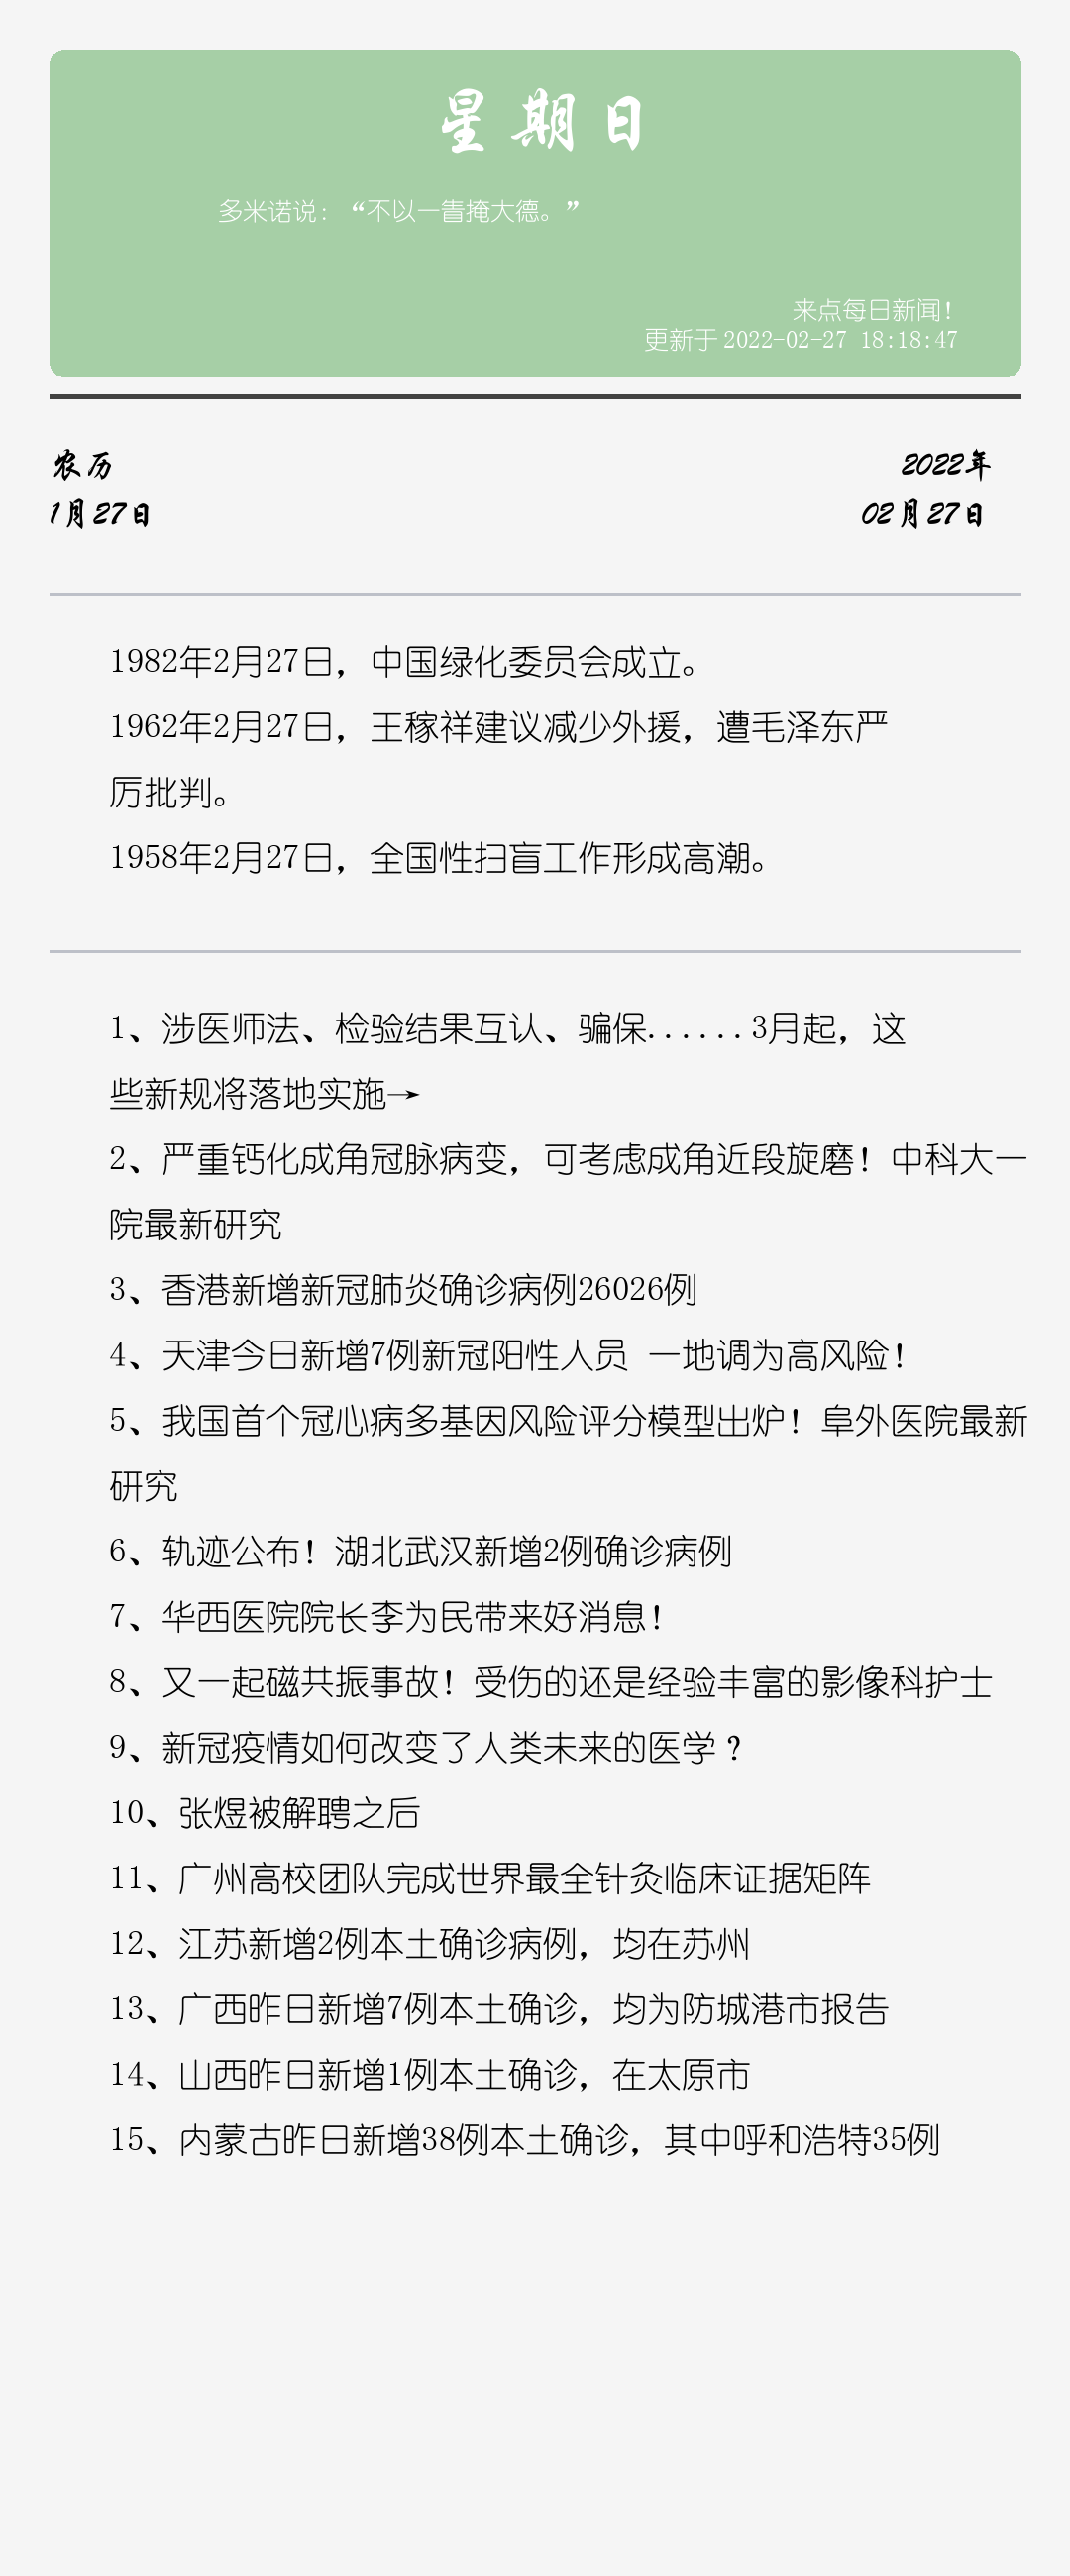 星期日
多米诺说：“不以一眚掩大德。”
来点每日新闻！
更新于 2022-02-27 18:18:47
农历
2022年
1月27日
02月27日
1982年2月27日，中国绿化委员会成立。
1962年2月27日，王稼祥建议减少外援，遭毛泽东严
厉批判。
1958年2月27日，全国性扫盲工作形成高潮。
1、涉医师法、检验结果互认、骗保......3月起，这
些新规将落地实施→
2、严重钙化成角冠脉病变，可考虑成角近段旋磨！中科大一
院最新研究
3、香港新增新冠肺炎确诊病例26026例
4、天津今日新增7例新冠阳性人员 一地调为高风险！
5、我国首个冠心病多基因风险评分模型出炉！阜外医院最新
研究
6、轨迹公布！湖北武汉新增2例确诊病例
7、华西医院院长李为民带来好消息！
8、又一起磁共振事故！受伤的还是经验丰富的影像科护士
9、新冠疫情如何改变了人类未来的医学？
10、张煜被解聘之后
11、广州高校团队完成世界最全针灸临床证据矩阵
12、江苏新增2例本土确诊病例，均在苏州
13、广西昨日新增7例本土确诊，均为防城港市报告
14、山西昨日新增1例本土确诊，在太原市
15、内蒙古昨日新增38例本土确诊，其中呼和浩特35例